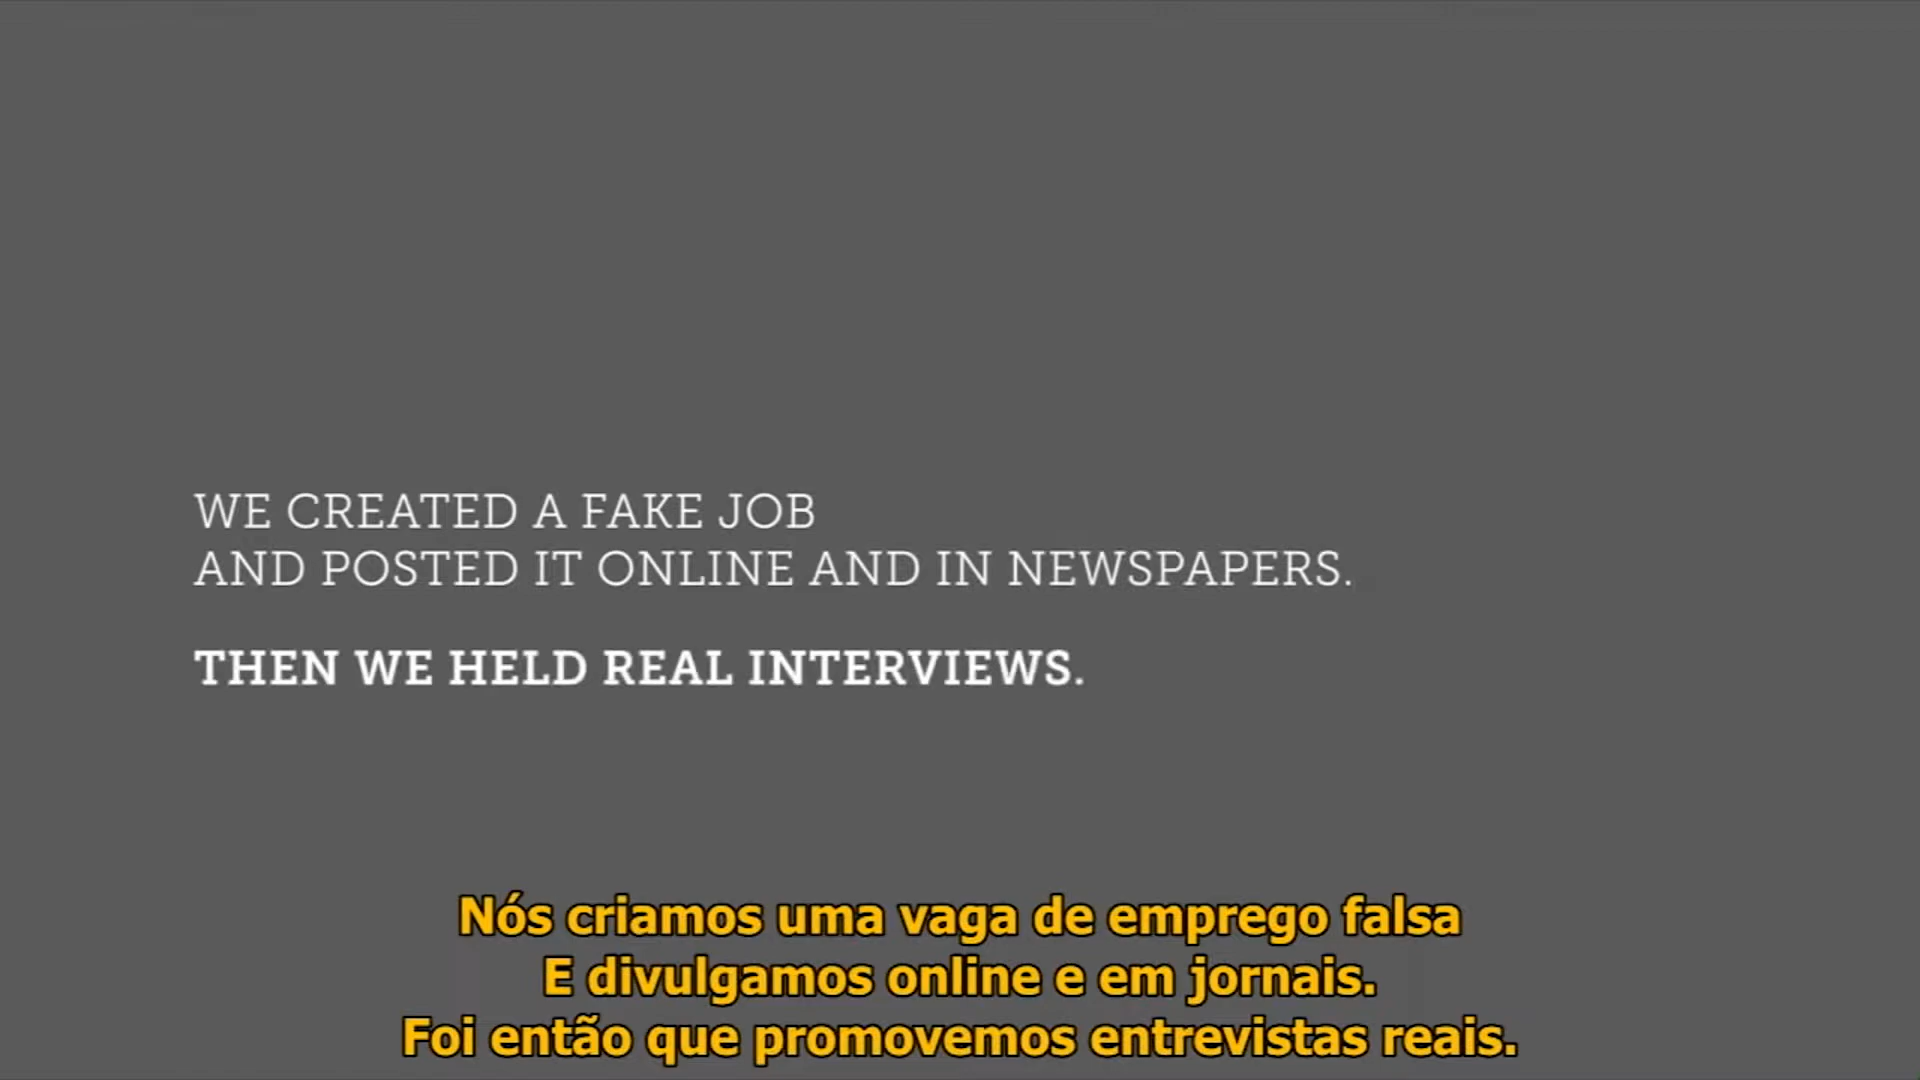 WE CREATED A FAKE JOB
AND POSTED IT ONLINE AND IN NEWSPAPERS.
THEN WE HELD REAL INTERVIEWS.
Nós criamos uma vaga de emprego falsa
E divulgamos online e em jornais.
Foi então que promovemos entrevistas reais.